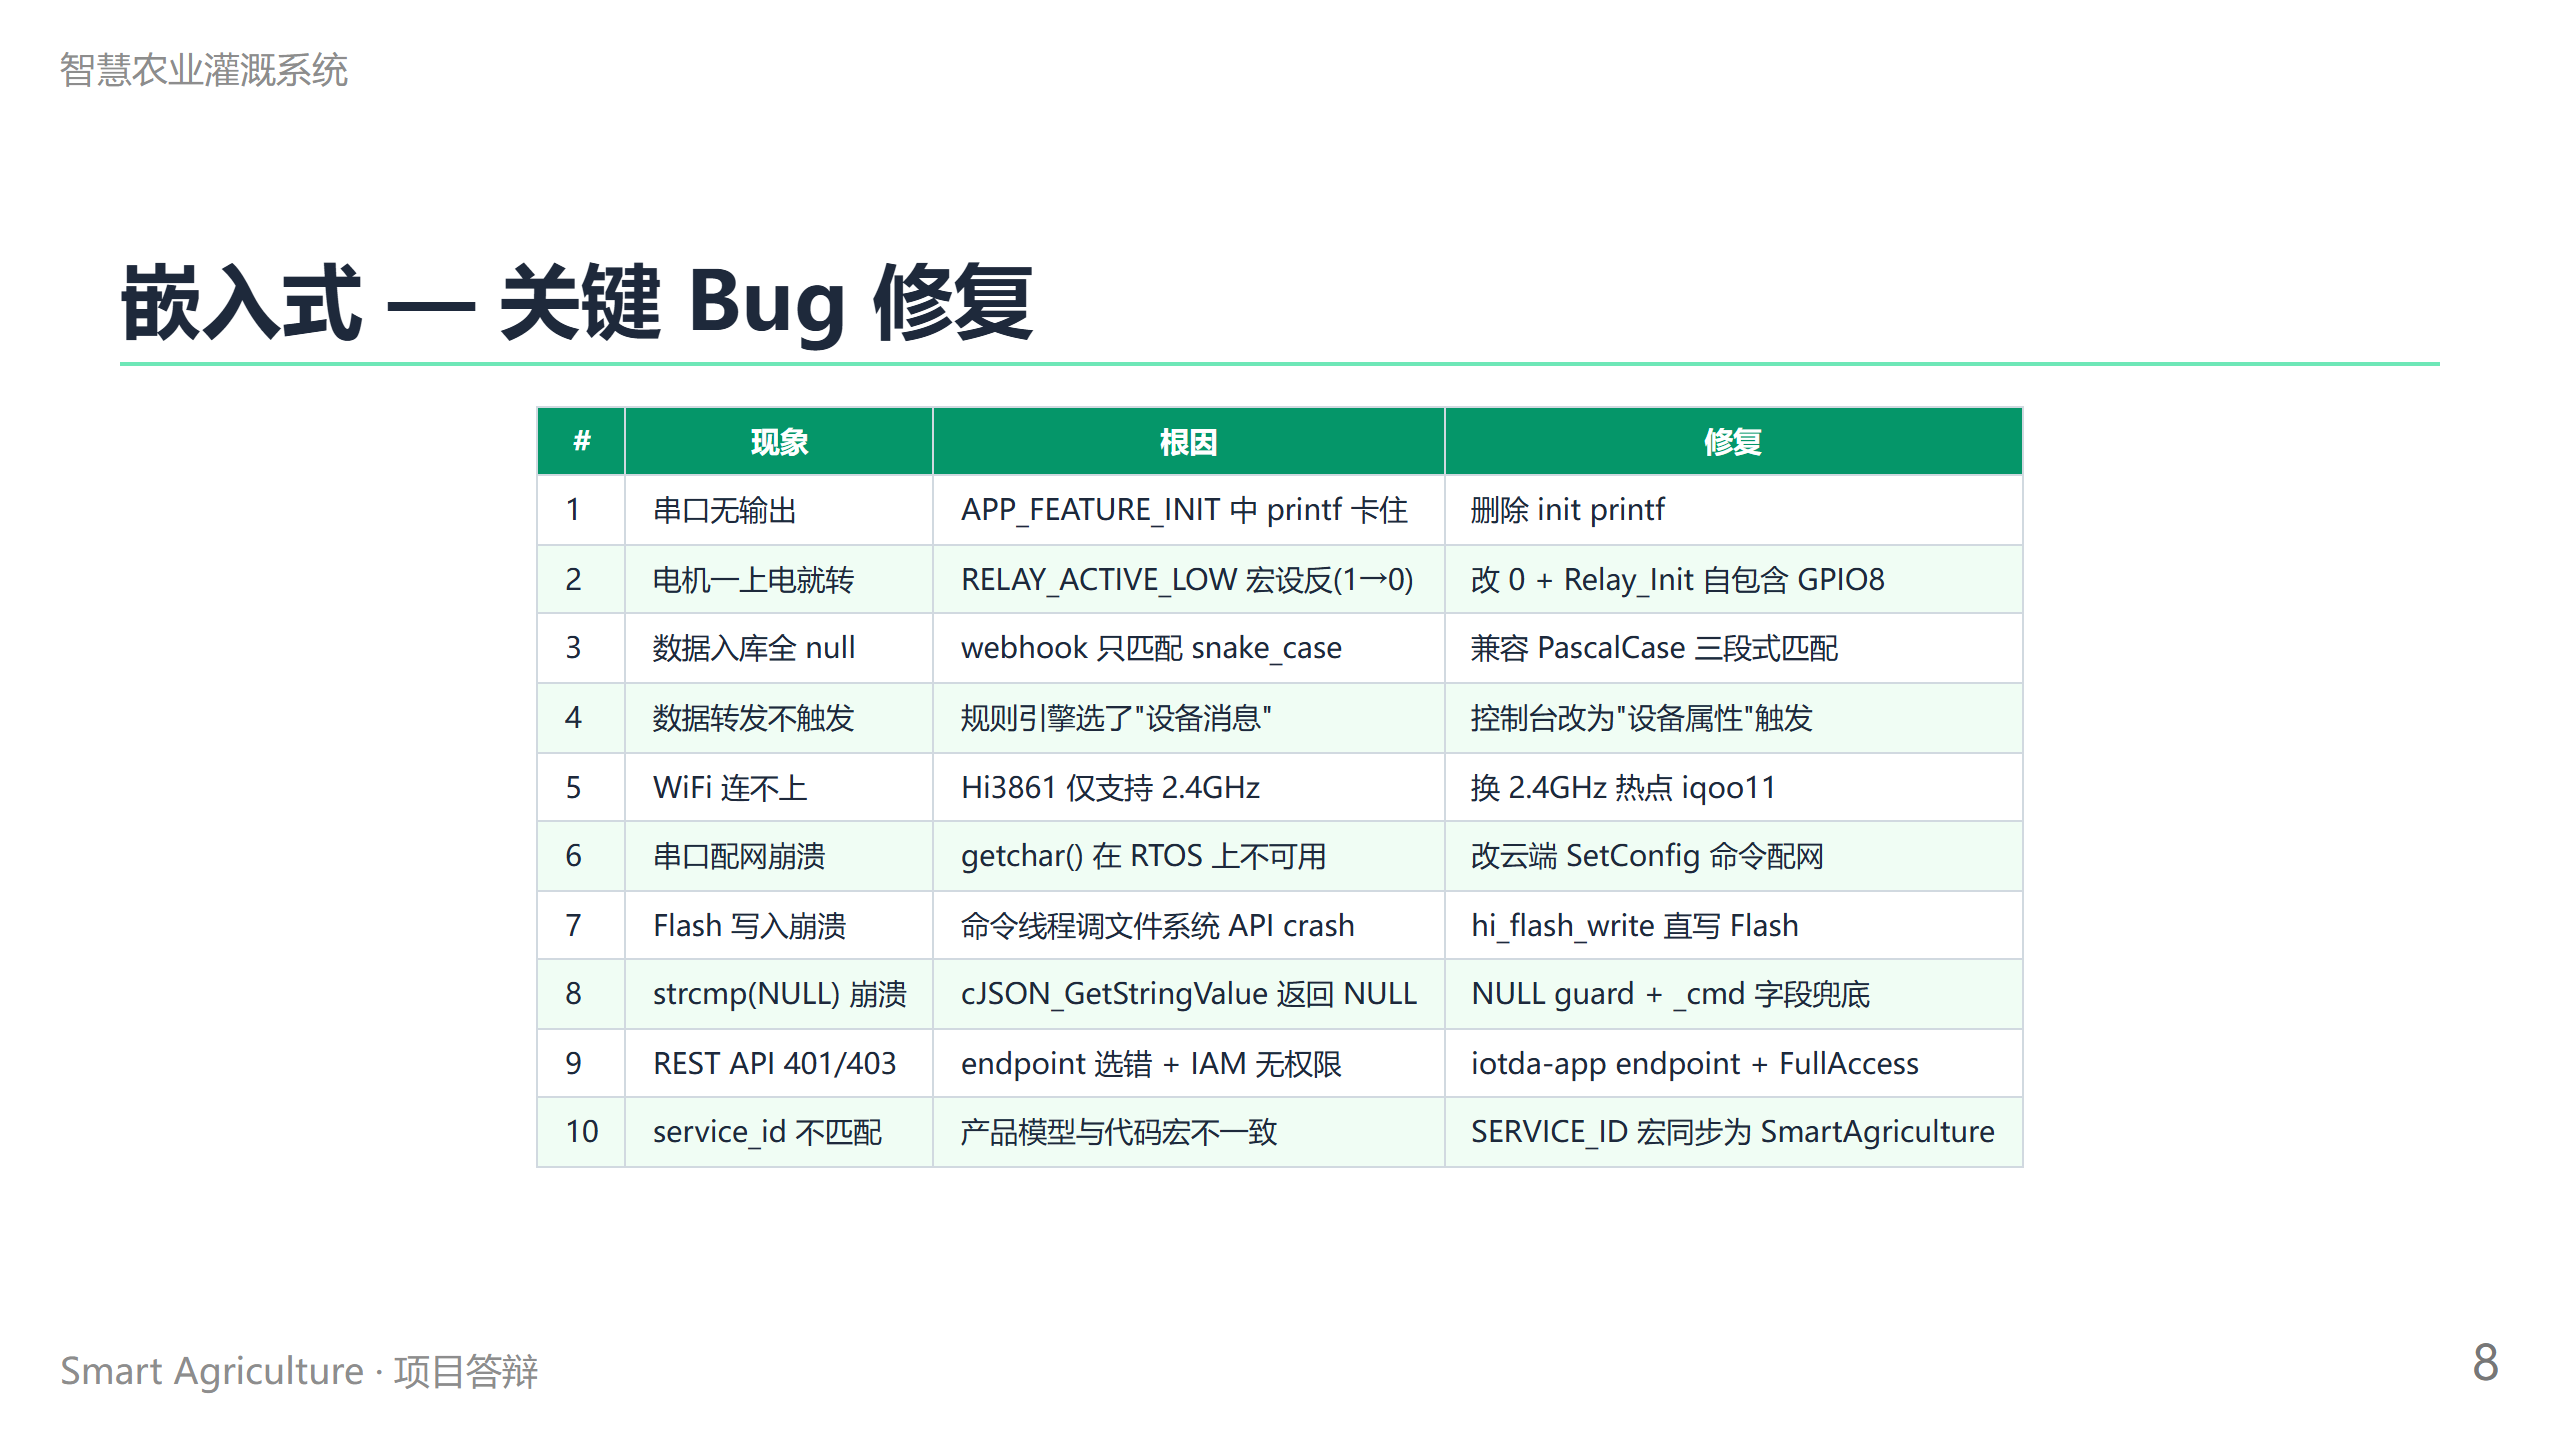 智慧农业灌溉系统
嵌入式 — 关键 Bug 修复
# 现象 根因 修复
1 串口无输出 APP_FEATURE_INIT 中 printf 卡住 删除 init printf
2 电机一上电就转 RELAY_ACTIVE_LOW 宏设反(1→0) 改 0 + Relay_Init 自包含 GPIO8
3 数据入库全 null webhook 只匹配 snake_case 兼容 PascalCase 三段式匹配
4 数据转发不触发 规则引擎选了"设备消息" 控制台改为"设备属性"触发
5 WiFi 连不上 Hi3861 仅支持 2.4GHz 换 2.4GHz 热点 iqoo11
6 串口配网崩溃 getchar() 在 RTOS 上不可用 改云端 SetConfig 命令配网
7 Flash 写入崩溃 命令线程调文件系统 API crash hi_flash_write 直写 Flash
8 strcmp(NULL) 崩溃 cJSON_GetStringValue 返回 NULL NULL guard + _cmd 字段兜底
9 REST API 401/403 endpoint 选错 + IAM 无权限 iotda-app endpoint + FullAccess
10 service_id 不匹配 产品模型与代码宏不一致 SERVICE_ID 宏同步为 SmartAgriculture
Smart Agriculture · 项目答辩
8